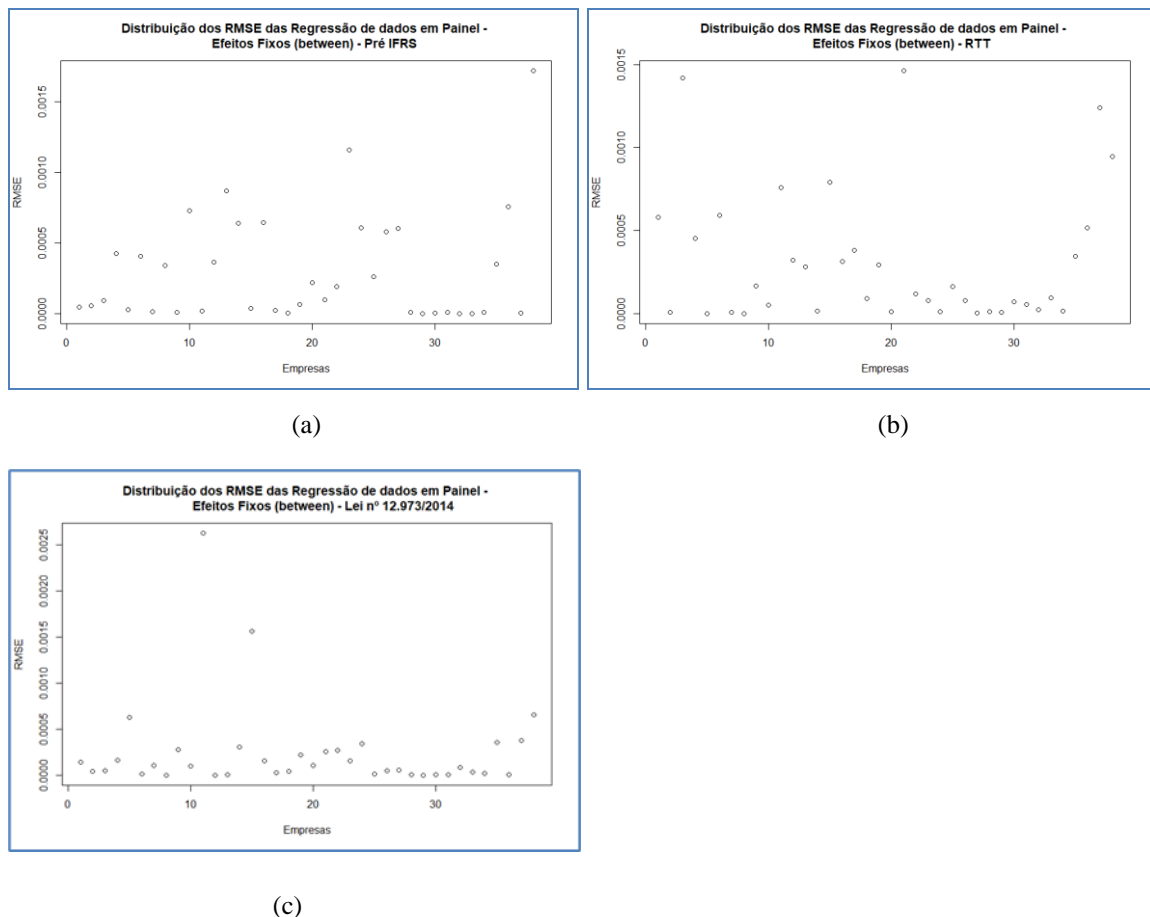 Distribuição dos RMSE das Regressão de dados em Painel -
Efeitos Fixos (between) - Pré IFRS
RMSE
0.0000
0.0005
0.0010
0.0015
0
10
20
30
Empresas
(a)
Distribuição dos RMSE das Regressão de dados em Painel -
Efeitos Fixos (between) - RTT
RMSE
0.0000
0.0005
0.0010
0.0015
0
10
20
30
Empresas
(b)
Distribuição dos RMSE das Regressão de dados em Painel -
Efeitos Fixos (between) - Lei nº 12.973/2014
RMSE
0.0000
0.0005
0.0010
0.0015
0.0020
0.0025
0
10
20
30
Empresas
(c)